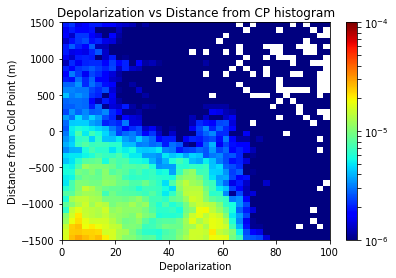 Depolarization vs Distance from CP histogram
1500
1000
500
0
−500
−1000
−1500
Distance from Cold Point (m)
0 20 40 60 80 100
Depolarization
10⁻⁴
10⁻⁵
10⁻⁶